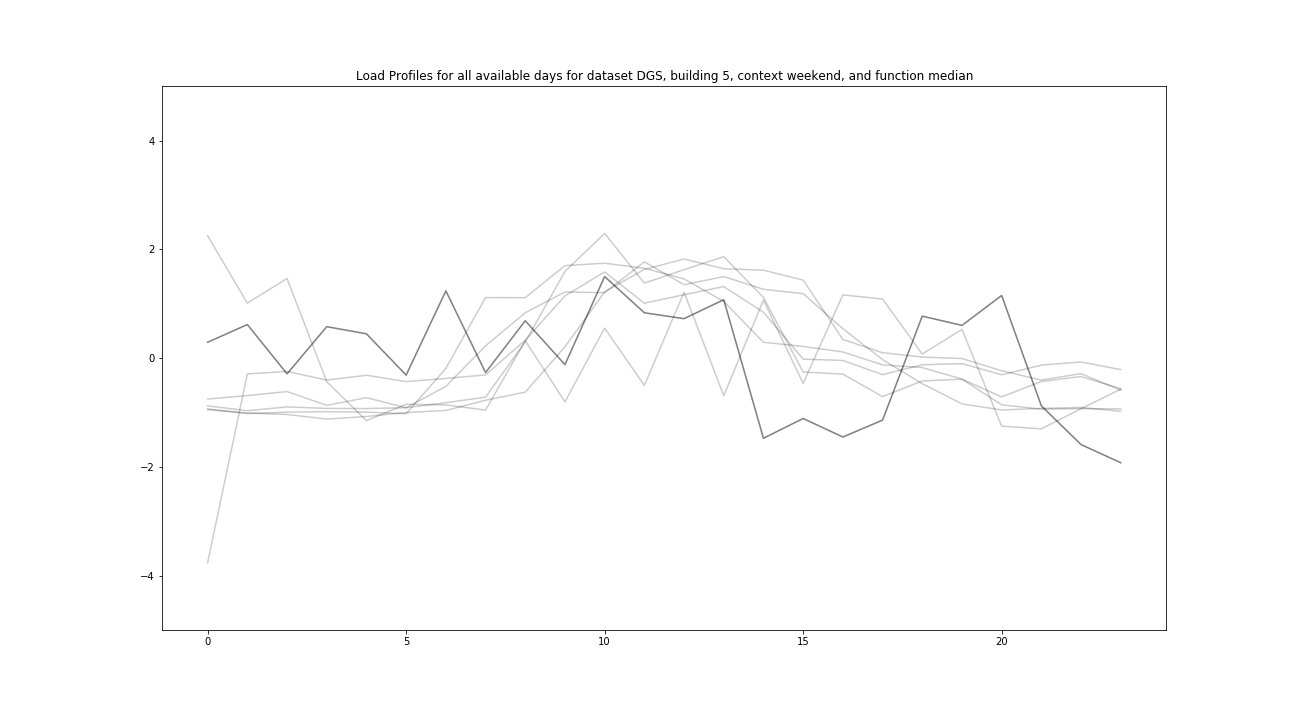 Load Profiles for all available days for dataset DGS, building 5, context weekend, and function median
4
2
0
−2
−4
0 5 10 15 20